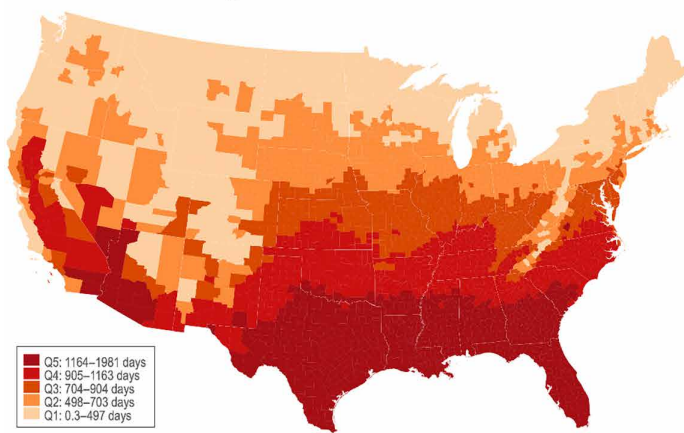 Q5: 1164–1981 days
Q4: 905–1163 days
Q3: 704–904 days
Q2: 498–703 days
Q1: 0.3–497 days